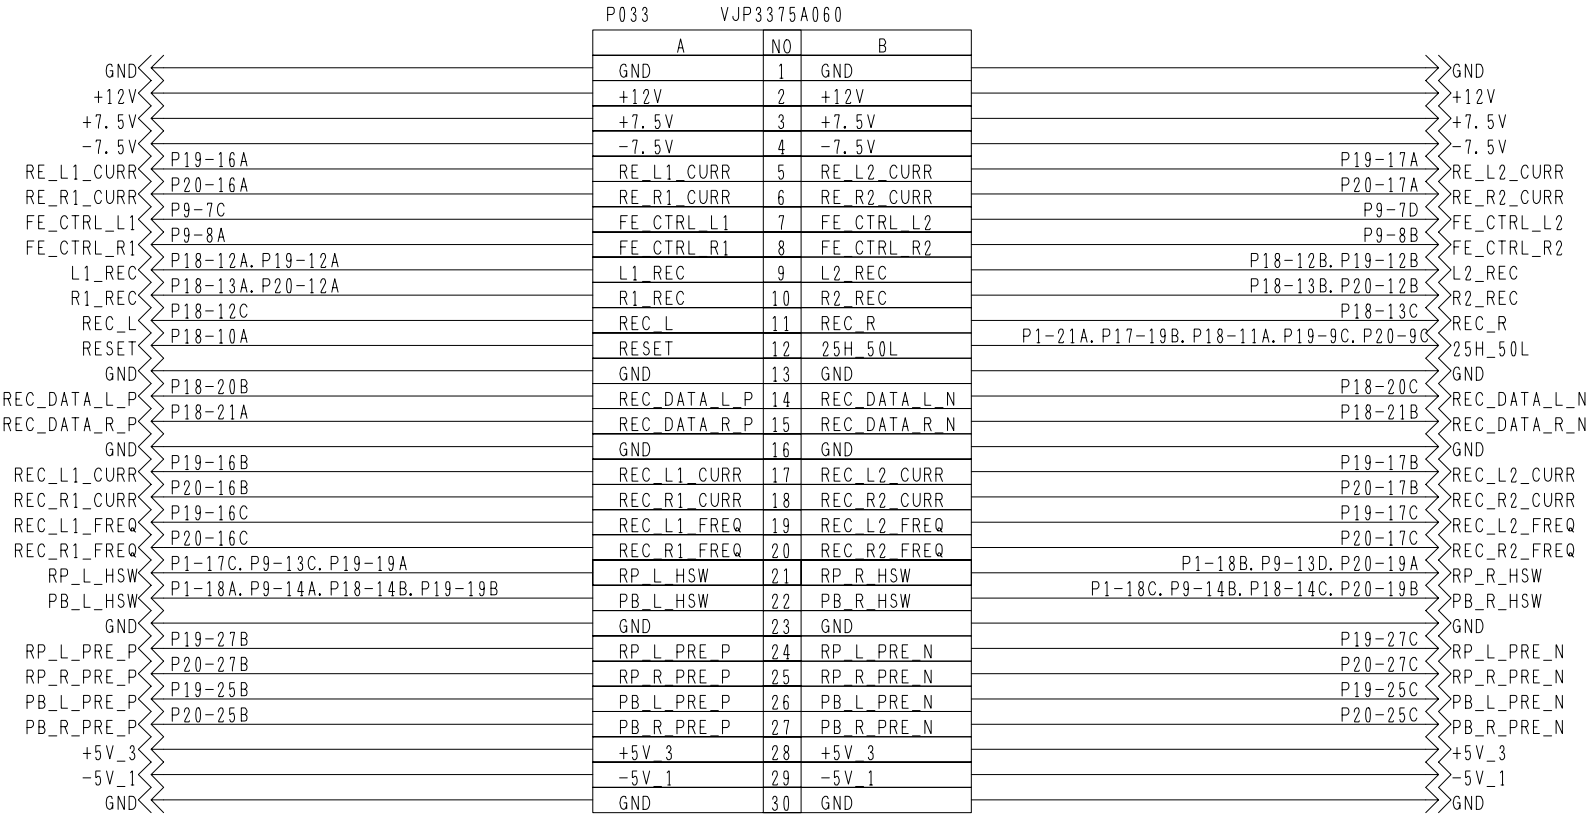 P033 VJP3375A060
A NO B
GND GND 1 GND GND
+12V +12V 2 +12V +12V
+7.5V +7.5V 3 +7.5V +7.5V
-7.5V -7.5V 4 -7.5V -7.5V
RE_L1_CURR P19-16A RE_L1_CURR 5 RE_L2_CURR P19-17A RE_L2_CURR
RE_R1_CURR P20-16A RE_R1_CURR 6 RE_R2_CURR P20-17A RE_R2_CURR
FE_CTRL_L1 P9-7C FE_CTRL_L1 7 FE_CTRL_L2 P9-7D FE_CTRL_L2
FE_CTRL_R1 P9-8A FE_CTRL_R1 8 FE_CTRL_R2 P9-8B FE_CTRL_R2
L1_REC P18-12A. P19-12A L1_REC 9 L2_REC P18-12B. P19-12B L2_REC
R1_REC P18-13A. P20-12A R1_REC 10 R2_REC P18-13B. P20-12B R2_REC
REC_L P18-12C REC_L 11 REC_R P18-13C REC_R
RESET P18-10A RESET 12 25H_50L P1-21A. P17-19B. P18-11A. P19-9C. P20-9C 25H_50L
GND GND 13 GND GND
REC_DATA_L_P P18-20B REC_DATA_L_P 14 REC_DATA_L_N P18-20C REC_DATA_L_N
REC_DATA_R_P P18-21A REC_DATA_R_P 15 REC_DATA_R_N P18-21B REC_DATA_R_N
GND GND 16 GND GND
REC_L1_CURR P19-16B REC_L1_CURR 17 REC_L2_CURR P19-17B REC_L2_CURR
REC_R1_CURR P20-16B REC_R1_CURR 18 REC_R2_CURR P20-17B REC_R2_CURR
REC_L1_FREQ P19-16C REC_L1_FREQ 19 REC_L2_FREQ P19-17C REC_L2_FREQ
REC_R1_FREQ P20-16C REC_R1_FREQ 20 REC_R2_FREQ P20-17C REC_R2_FREQ
RP_L_HSW P1-17C. P9-13C. P19-19A RP_L_HSW 21 RP_R_HSW P1-18B. P9-13D. P20-19A RP_R_HSW
PB_L_HSW P1-18A. P9-14A. P18-14B. P19-19B PB_L_HSW 22 PB_R_HSW P1-18C. P9-14B. P18-14C. P20-19B PB_R_HSW
GND GND 23 GND GND
RP_L_PRE_P P19-27B RP_L_PRE_P 24 RP_L_PRE_N P19-27C RP_L_PRE_N
RP_R_PRE_P P20-27B RP_R_PRE_P 25 RP_R_PRE_N P20-27C RP_R_PRE_N
PB_L_PRE_P P19-25B PB_L_PRE_P 26 PB_L_PRE_N P19-25C PB_L_PRE_N
PB_R_PRE_P P20-25B PB_R_PRE_P 27 PB_R_PRE_N P20-25C PB_R_PRE_N
+5V_3 +5V_3 28 +5V_3 +5V_3
-5V_1 -5V_1 29 -5V_1 -5V_1
GND GND 30 GND GND